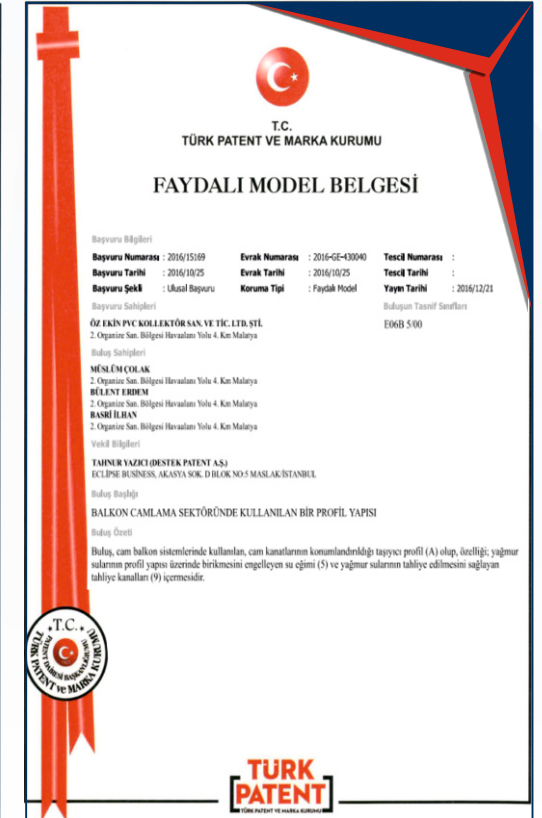 T.C.
TÜRK PATENT VE MARKA KURUMU
FAYDALI MODEL BELGESİ
Başvuru Bilgileri
Başvuru Numarası : 2016/15169 Evrak Numarası : 2016-GE-430040 Tescil Numarası :
Başvuru Tarihi : 2016/10/25 Evrak Tarihi : 2016/10/25 Tescil Tarihi :
Başvuru Şekli : Ulusal Başvuru Koruma Tipi : Faydalı Model Yayın Tarihi : 2016/12/21
Başvuru Sahipleri Buluşun Tasnif Sınıfları
ÖZ EKİN PVC KOLLEKTÖR SAN. VE TİC. LTD. ŞTİ. E06B 5/00
2. Organize San. Bölgesi Havaalanı Yolu 4. Km Malatya
Buluş Sahipleri
MÜSLÜM ÇOLAK
2. Organize San. Bölgesi Havaalanı Yolu 4. Km Malatya
BÜLENT ERDEM
2. Organize San. Bölgesi Havaalanı Yolu 4. Km Malatya
BASRİ İLHAN
2. Organize San. Bölgesi Havaalanı Yolu 4. Km Malatya
Vekil Bilgileri
TAHNUR YAZICI (DESTEK PATENT A.Ş.)
ECLİPSE BUSİNESS, AKASYA SOK. D BLOK NO:5 MASLAK/İSTANBUL
Buluş Başlığı
BALKON CAMLAMA SEKTÖRÜNDE KULLANILAN BİR PROFİL YAPISI
Buluş Özeti
Buluş, cam balkon sistemlerinde kullanılan, cam kanatlarının konumlandırıldığı taşıyıcı profil (A) olup, özelliği; yağmur
sularının profil yapısı üzerinde birikmesini engelleyen su eğimi (5) ve yağmur sularının tahliye edilmesini sağlayan
tahliye kanalları (9) içermesidir.
T.C.
TÜRK PATENT ve MARKA KURUMU
PATENT DAİRESİ BAŞKANLIĞI
TÜRK
PATENT
TÜRK PATENT VE MARKA KURUMU